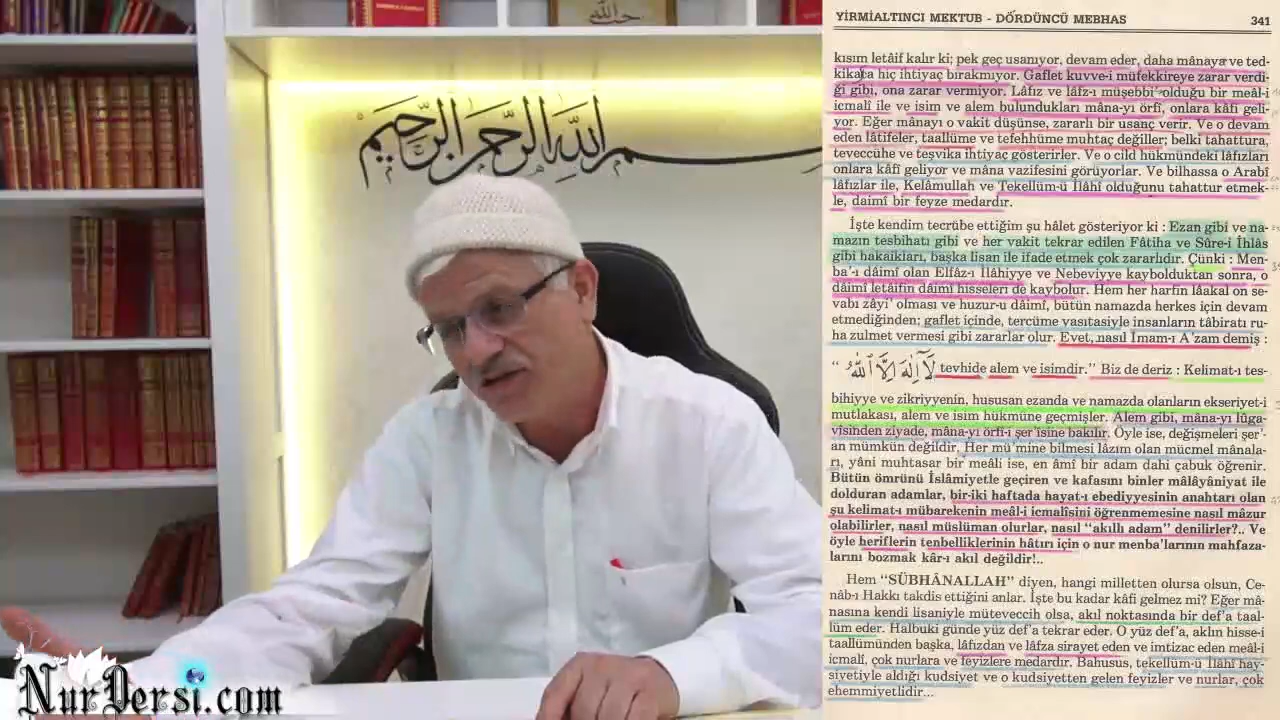 بسم الله الرحمن الرحيم
NurDersi.com
YİRMİALTINCI MEKTUB - DÖRDÜNCÜ MEBHAS 341
kısım letâif kalır ki; pek geç usanıyor, devam eder, daha mânaya ve ted-
kikata hiç ihtiyaç bırakmıyor. Gaflet kuvve-i müfekkireye zarar verdi-
ği gibi, ona zarar vermiyor. Lâfız ve lâfz-ı müşebbi' olduğu bir meâl-i
icmalî ile ve isim ve alem bulundukları mâna-yı örfî, onlara kâfi geli-
yor. Eğer mânayı o vakit düşünse, zararlı bir usanç verir. Ve o devam
eden lâtifeler, taallüme ve tefehhüme muhtaç değiller; belki tahattura,
teveccühe ve teşvika ihtiyaç gösterirler. Ve o cild hükmündeki lâfızları
onlara kâfi geliyor ve mâna vazifesini görüyorlar. Ve bilhassa o Arabî
lâfızlar ile, Kelâmullah ve Tekellüm-ü İlâhî olduğunu tahattur etmek-
le, daimî bir feyze medardır.
İşte kendim tecrübe ettiğim şu hâlet gösteriyor ki : Ezan gibi ve na-
mazın tesbihatı gibi ve her vakit tekrar edilen Fâtiha ve Sûre-i İhlâs
gibi hakaikları, başka lisan ile ifade etmek çok zararlıdır. Çünki : Men-
ba'-ı dâimî olan Elfâz-ı İlâhiyye ve Nebeviyye kaybolduktan sonra, o
dâimî letâifin dâimî hisseleri de kaybolur. Hem her harfin lâakal on se-
vabı zâyi' olması ve huzur-u dâimî, bütün namazda herkes için devam
etmediğinden; gaflet içinde, tercüme vasıtasiyle insanların tâbiratı ru-
ha zulmet vermesi gibi zararlar olur. Evet, nasıl İmam-ı A'zam demiş :
" لَآ اِلٰهَ اِلَّا اللّٰهُ tevhide alem ve isimdir." Biz de deriz : Kelimat-ı tes-
bihiyye ve zikriyyenin, hususan ezanda ve namazda olanların ekseriyet-i
mutlakası, alem ve isim hükmüne geçmişler. Alem gibi, mâna-yı lûga-
visinden ziyade, mâna-yı örfî-i şer'îsine bakılır. Öyle ise, değişmeleri şer'-
an mümkün değildir. Her mü'mine bilmesi lâzım olan mücmel mânala-
rı, yâni muhtasar bir meâli ise, en âmî bir adam dahi çabuk öğrenir.
Bütün ömrünü İslâmiyetle geçiren ve kafasını binler mâlâyâniyat ile
dolduran adamlar, bir-iki haftada hayat-ı ebediyyesinin anahtarı olan
şu kelimat-ı mübarekenin meâl-i icmalîsini öğrenmemesine nasıl mâzur
olabilirler, nasıl müslüman olurlar, nasıl "akıllı adam" denilirler?.. Ve
öyle heriflerin tenbelliklerinin hâtırı için o nur menba'larının mahfaza-
larını bozmak kâr-ı akıl değildir!..
Hem "SÜBHÂNALLAH" diyen, hangi milletten olursa olsun, Ce-
nâb-ı Hakkı takdis ettiğini anlar. İşte bu kadar kâfi gelmez mi? Eğer mâ-
nasına kendi lisaniyle müteveccih olsa, akıl noktasında bir def'a taal-
lüm eder. Halbuki günde yüz def'a tekrar eder. O yüz def'a, aklın hisse-i
taallümünden başka, lâfızdan ve lâfza sirayet eden ve imtizac eden meâl-i
icmalî, çok nurlara ve feyizlere medardır. Bahusus, tekellüm-ü İlâhî hay-
siyetiyle aldığı kudsiyet ve o kudsiyetten gelen feyizler ve nurlar, çok
ehemmiyetlidir...